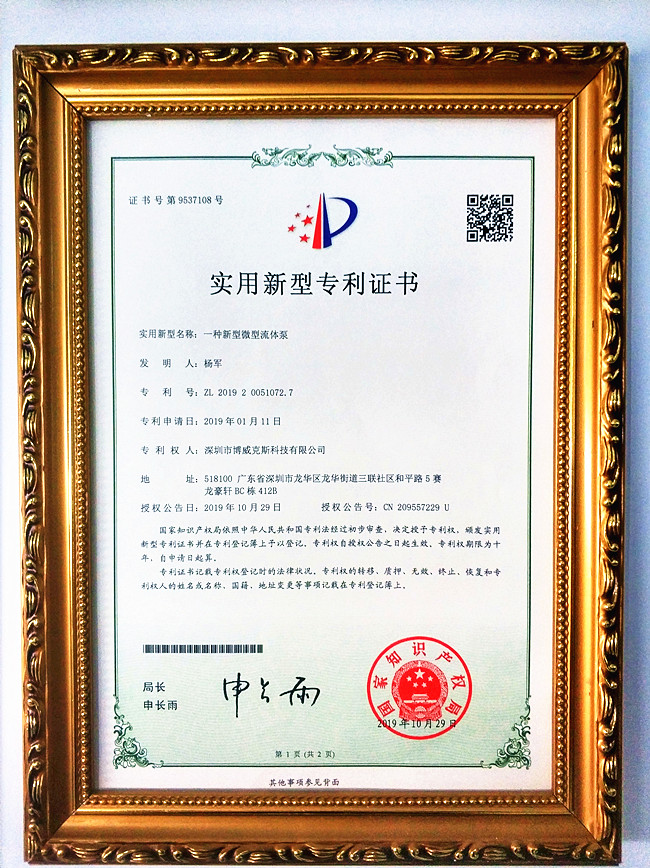 证书号第9537108号
实用新型专利证书
实用新型名称：一种新型微型流体泵
发明人：杨军
专利号：ZL 2019 2 0051072.7
专利申请日：2019年01月11日
专利权人：深圳市博威克斯科技有限公司
地址：518100 广东省深圳市龙华区龙华街道三联社区和平路5赛
龙豪轩BC栋412B
授权公告日：2019年10月29日 授权公告号：CN 209557229 U
国家知识产权局依照中华人民共和国专利法经过初步审查，决定授予专利权，颁发实用
新型专利证书并在专利登记簿上予以登记。专利权自授权公告之日起生效。专利权期限为十
年，自申请日起算。
专利证书记载专利权登记时的法律状况。专利权的转移、质押、无效、终止、恢复和专
利权人的姓名或名称、国籍、地址变更等事项记载在专利登记簿上。
局长
申长雨
申长雨
国家知识产权局
2019年10月29日
第1页(共2页)
其他事项参见背面